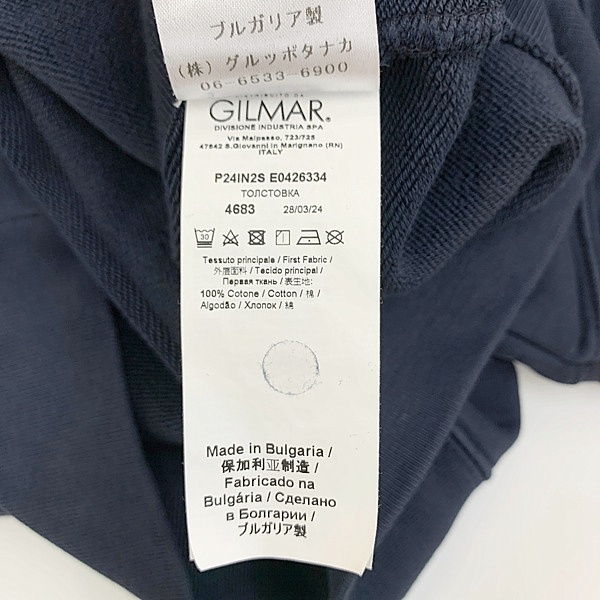 ブルガリア製
(株)グルッポタナカ
06-6533-6900
GILMAR®
DIVISIONE INDUSTRIA SPA
Via Malpasso, 723/725
47842 S.Giovanni in Marignano (RN)
ITALY
P24IN2S E0426334
ТОЛСТОВКА
4683 28/03/24
30
Tessuto principale / First Fabric /
外層面料 / Tecido principal /
Первая ткань / 表生地:
100% Cotone / Cotton / 棉 /
Algodão / Хлопок / 綿
Made in Bulgaria /
保加利亚制造 /
Fabricado na
Bulgária / Сделано
в Болгарии /
ブルガリア製